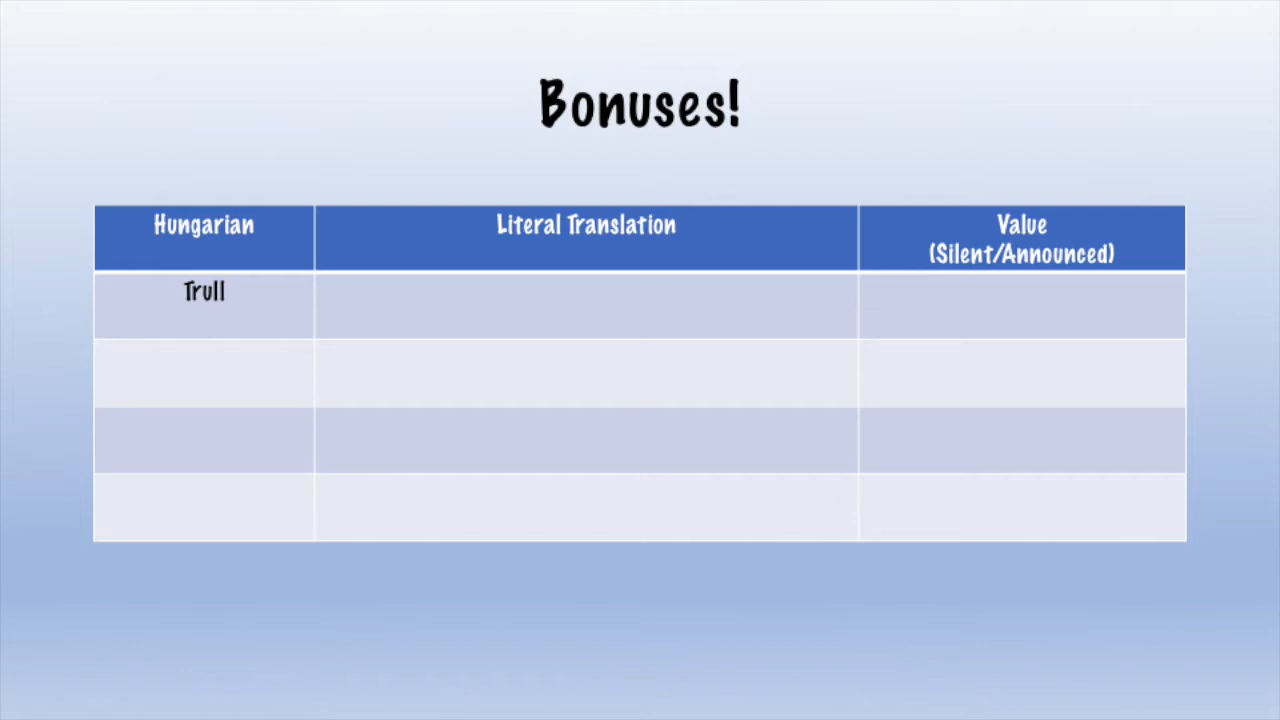 Bonuses!
Hungarian
Literal Translation
Value
(Silent/Announced)
Trull